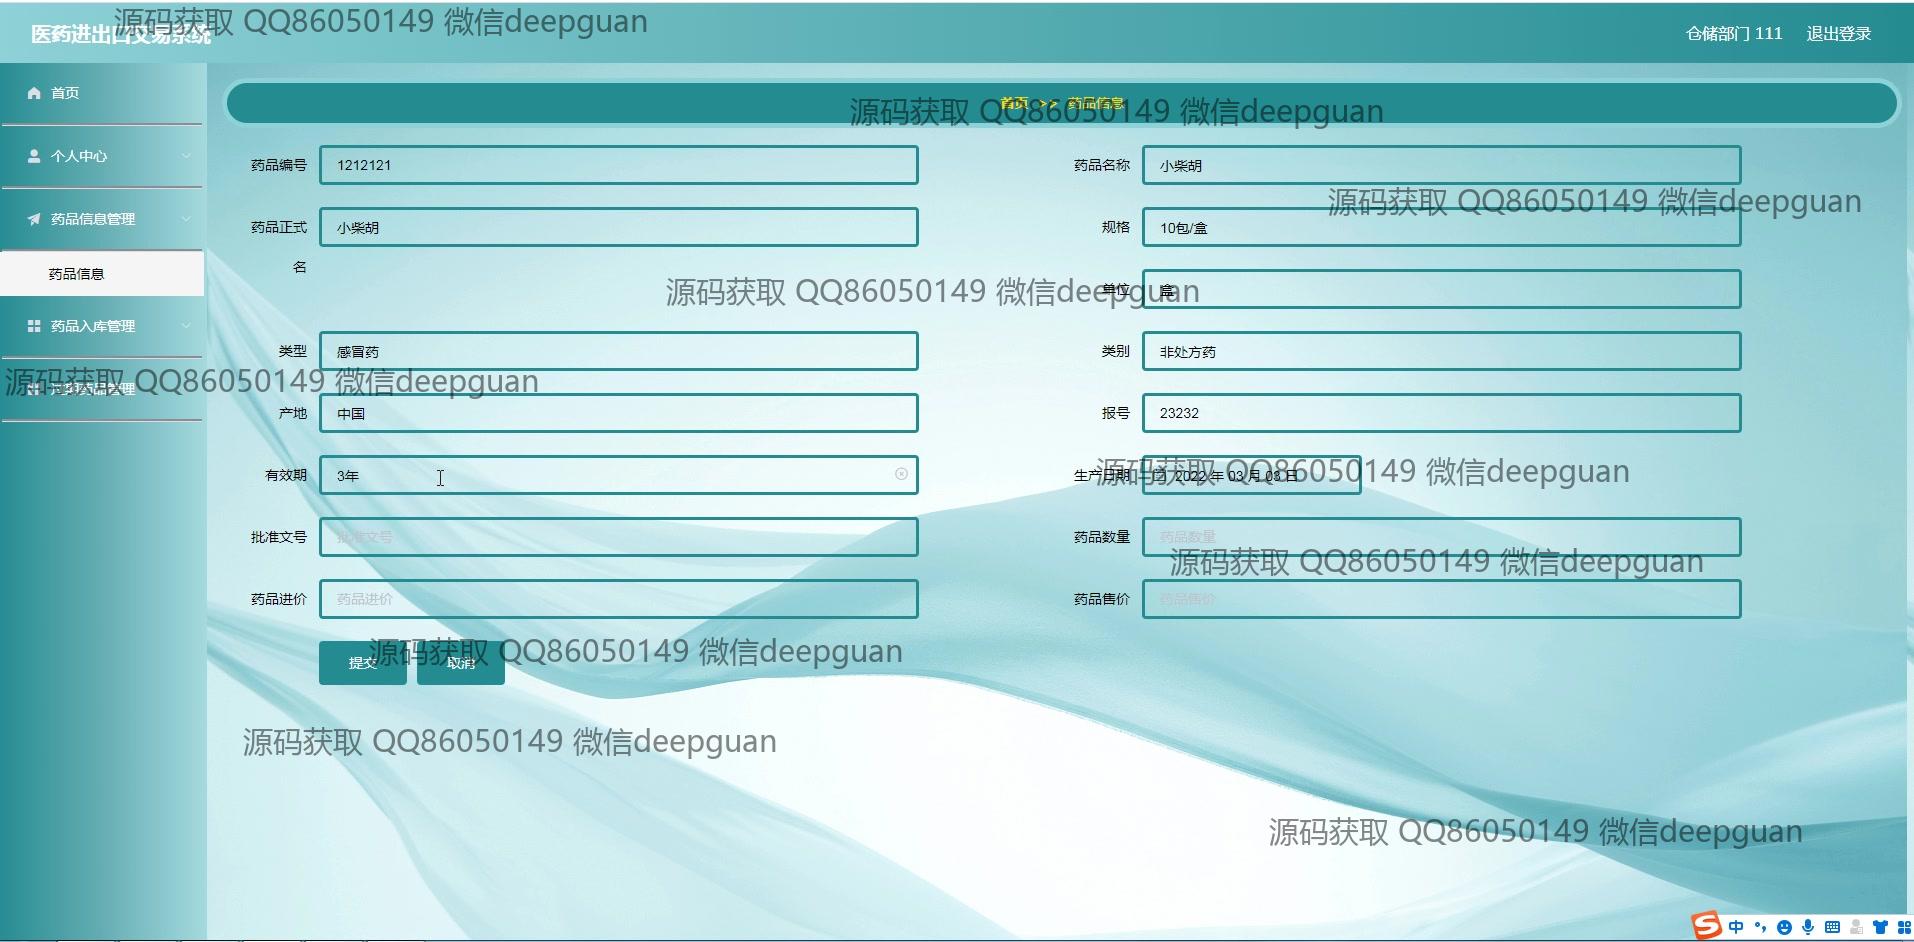 源码获取 QQ86050149 微信deepguan
医药进出口交易系统
仓储部门 111 退出登录
首页
首页 >> 药品信息
源码获取 QQ86050149 微信deepguan
个人中心
药品编号 1212121
药品名称 小柴胡
源码获取 QQ86050149 微信deepguan
药品信息管理
药品正式名 小柴胡
规格 10包/盒
药品信息
源码获取 QQ86050149 微信deepguan
单位 盒
药品入库管理
类型 感冒药
类别 非处方药
源码获取 QQ86050149 微信deepguan
药品管理
产地 中国
报号 23232
有效期 3年
生产日期 2022 年 03 月 03 日
源码获取 QQ86050149 微信deepguan
批准文号 批准文号
药品数量 药品数量
源码获取 QQ86050149 微信deepguan
药品进价 药品进价
药品售价 药品售价
提交 取消
源码获取 QQ86050149 微信deepguan
源码获取 QQ86050149 微信deepguan
源码获取 QQ86050149 微信deepguan
S 中